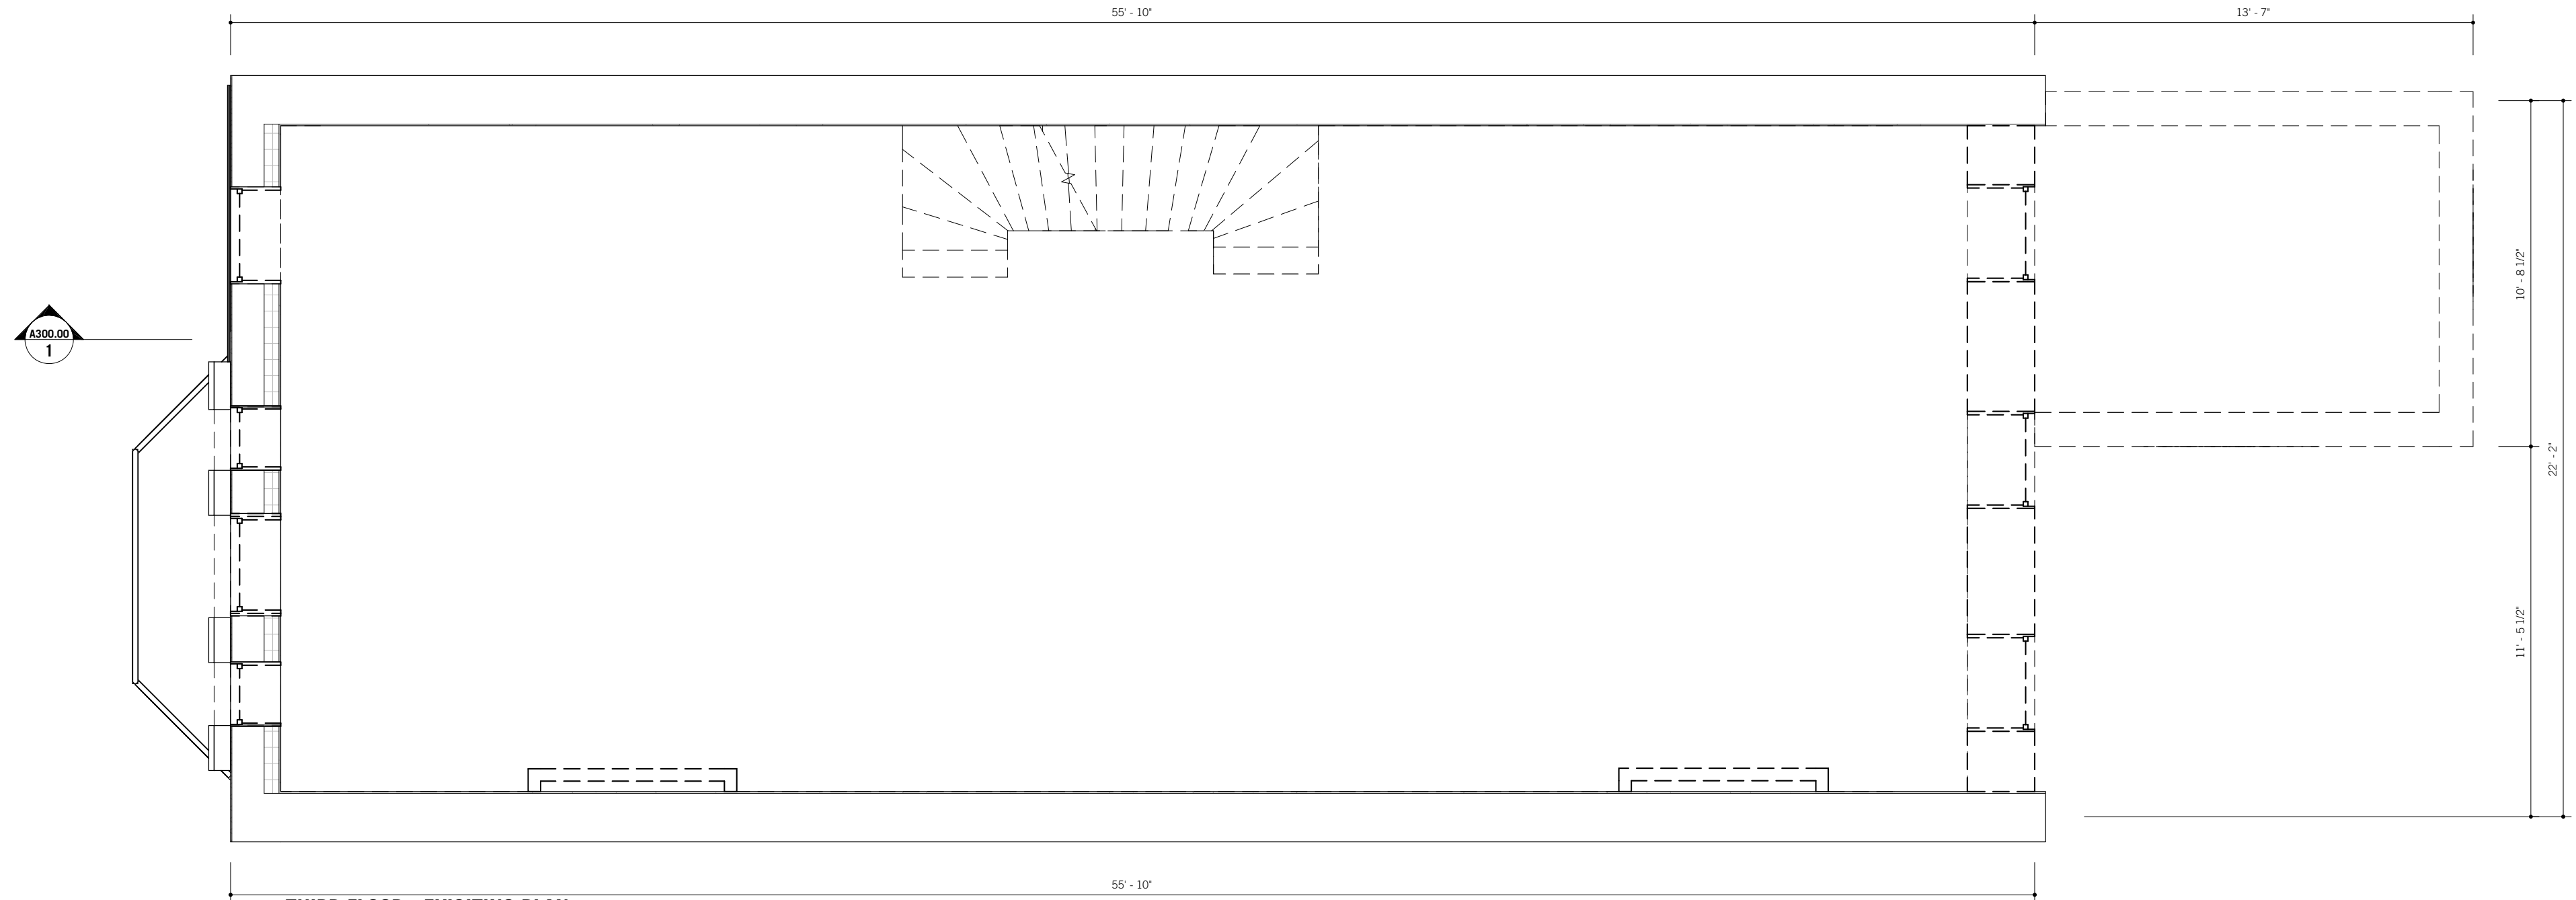 55' - 10"
13' - 7"
A300.00
1
10' - 8 1/2"
22' - 2"
11' - 5 1/2"
55' - 10"